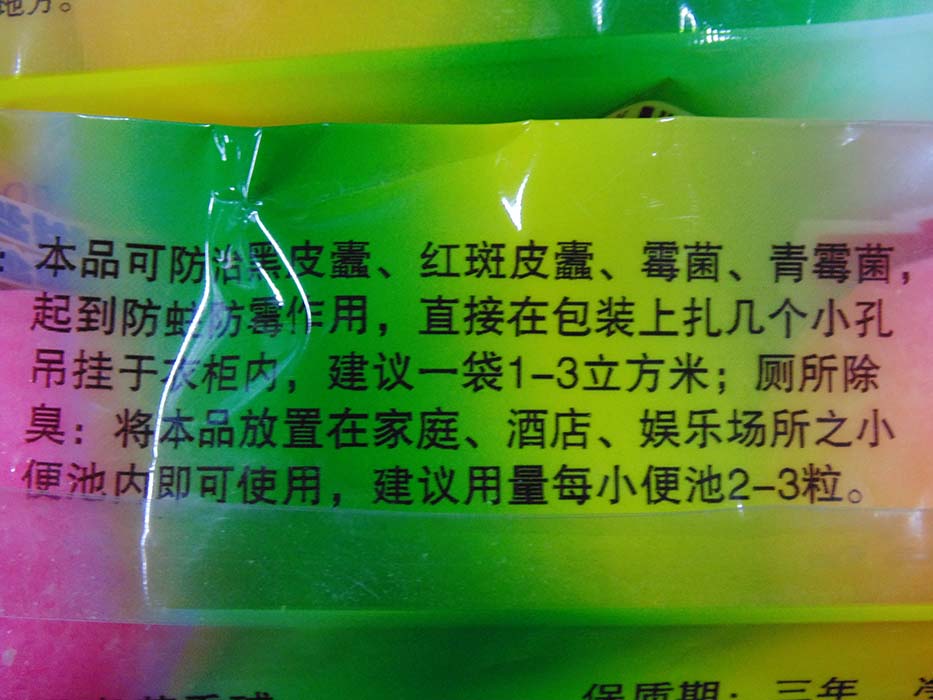 地方。
：本品可防治黑皮蠹、红斑皮蠹、霉菌、青霉菌，
起到防蛀防霉作用，直接在包装上扎几个小孔
吊挂于衣柜内，建议一袋1-3立方米；厕所除
臭：将本品放置在家庭、酒店、娱乐场所之小
便池内即可使用，建议用量每小便池2-3粒。
保质期：三年